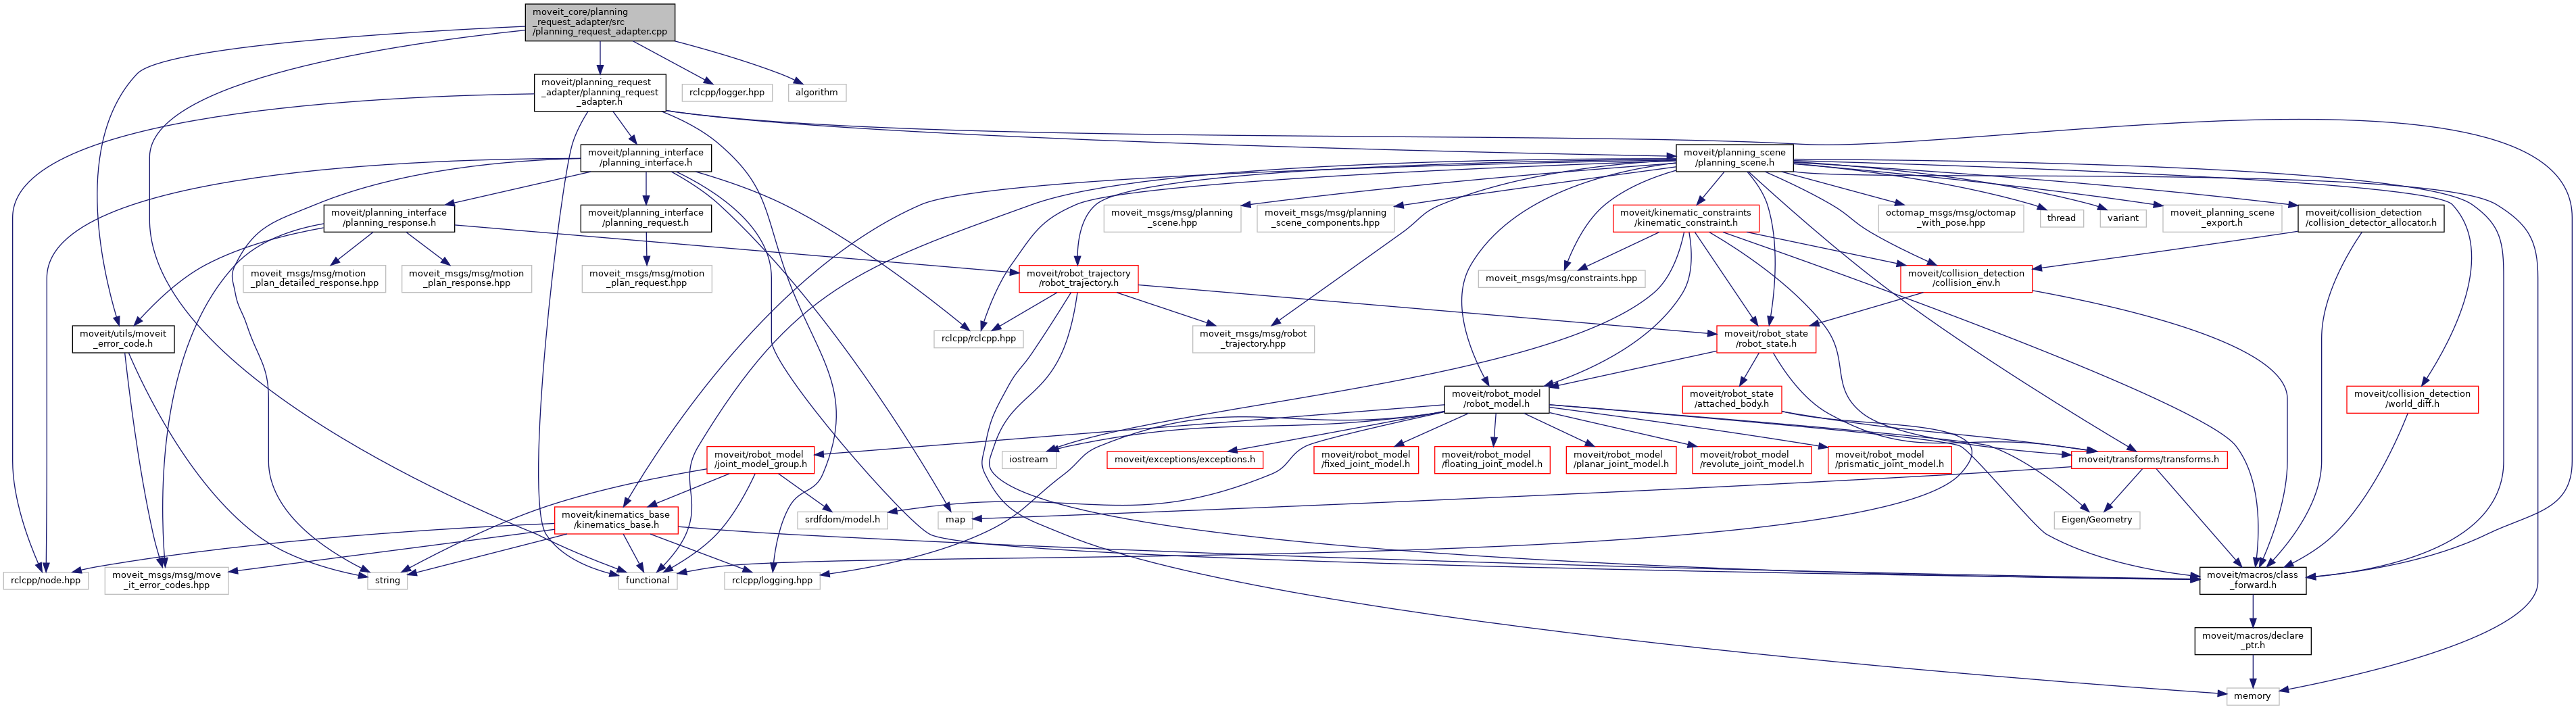 moveit_core/planning
_request_adapter/src
/planning_request_adapter.cpp
moveit/planning_request
_adapter/planning_request
_adapter.h
rclcpp/logger.hpp
algorithm
moveit/planning_interface
/planning_interface.h
moveit/planning_scene
/planning_scene.h
moveit/planning_interface
/planning_response.h
moveit/planning_interface
/planning_request.h
moveit_msgs/msg/planning
_scene.hpp
moveit_msgs/msg/planning
_scene_components.hpp
moveit/kinematic_constraints
/kinematic_constraint.h
octomap_msgs/msg/octomap
_with_pose.hpp
thread
variant
moveit_planning_scene
_export.h
moveit/collision_detection
/collision_detector_allocator.h
moveit_msgs/msg/motion
_plan_detailed_response.hpp
moveit_msgs/msg/motion
_plan_response.hpp
moveit_msgs/msg/motion
_plan_request.hpp
moveit/robot_trajectory
/robot_trajectory.h
moveit_msgs/msg/constraints.hpp
moveit/collision_detection
/collision_env.h
moveit/utils/moveit
_error_code.h
rclcpp/rclcpp.hpp
moveit_msgs/msg/robot
_trajectory.hpp
moveit/robot_state
/robot_state.h
moveit/robot_model
/robot_model.h
moveit/robot_state
/attached_body.h
moveit/collision_detection
/world_diff.h
moveit/robot_model
/joint_model_group.h
iostream
moveit/exceptions/exceptions.h
moveit/robot_model
/fixed_joint_model.h
moveit/robot_model
/floating_joint_model.h
moveit/robot_model
/planar_joint_model.h
moveit/robot_model
/revolute_joint_model.h
moveit/robot_model
/prismatic_joint_model.h
moveit/transforms/transforms.h
moveit/kinematics_base
/kinematics_base.h
srdfdom/model.h
map
Eigen/Geometry
rclcpp/node.hpp
moveit_msgs/msg/move
_it_error_codes.hpp
string
functional
rclcpp/logging.hpp
moveit/macros/class
_forward.h
moveit/macros/declare
_ptr.h
memory